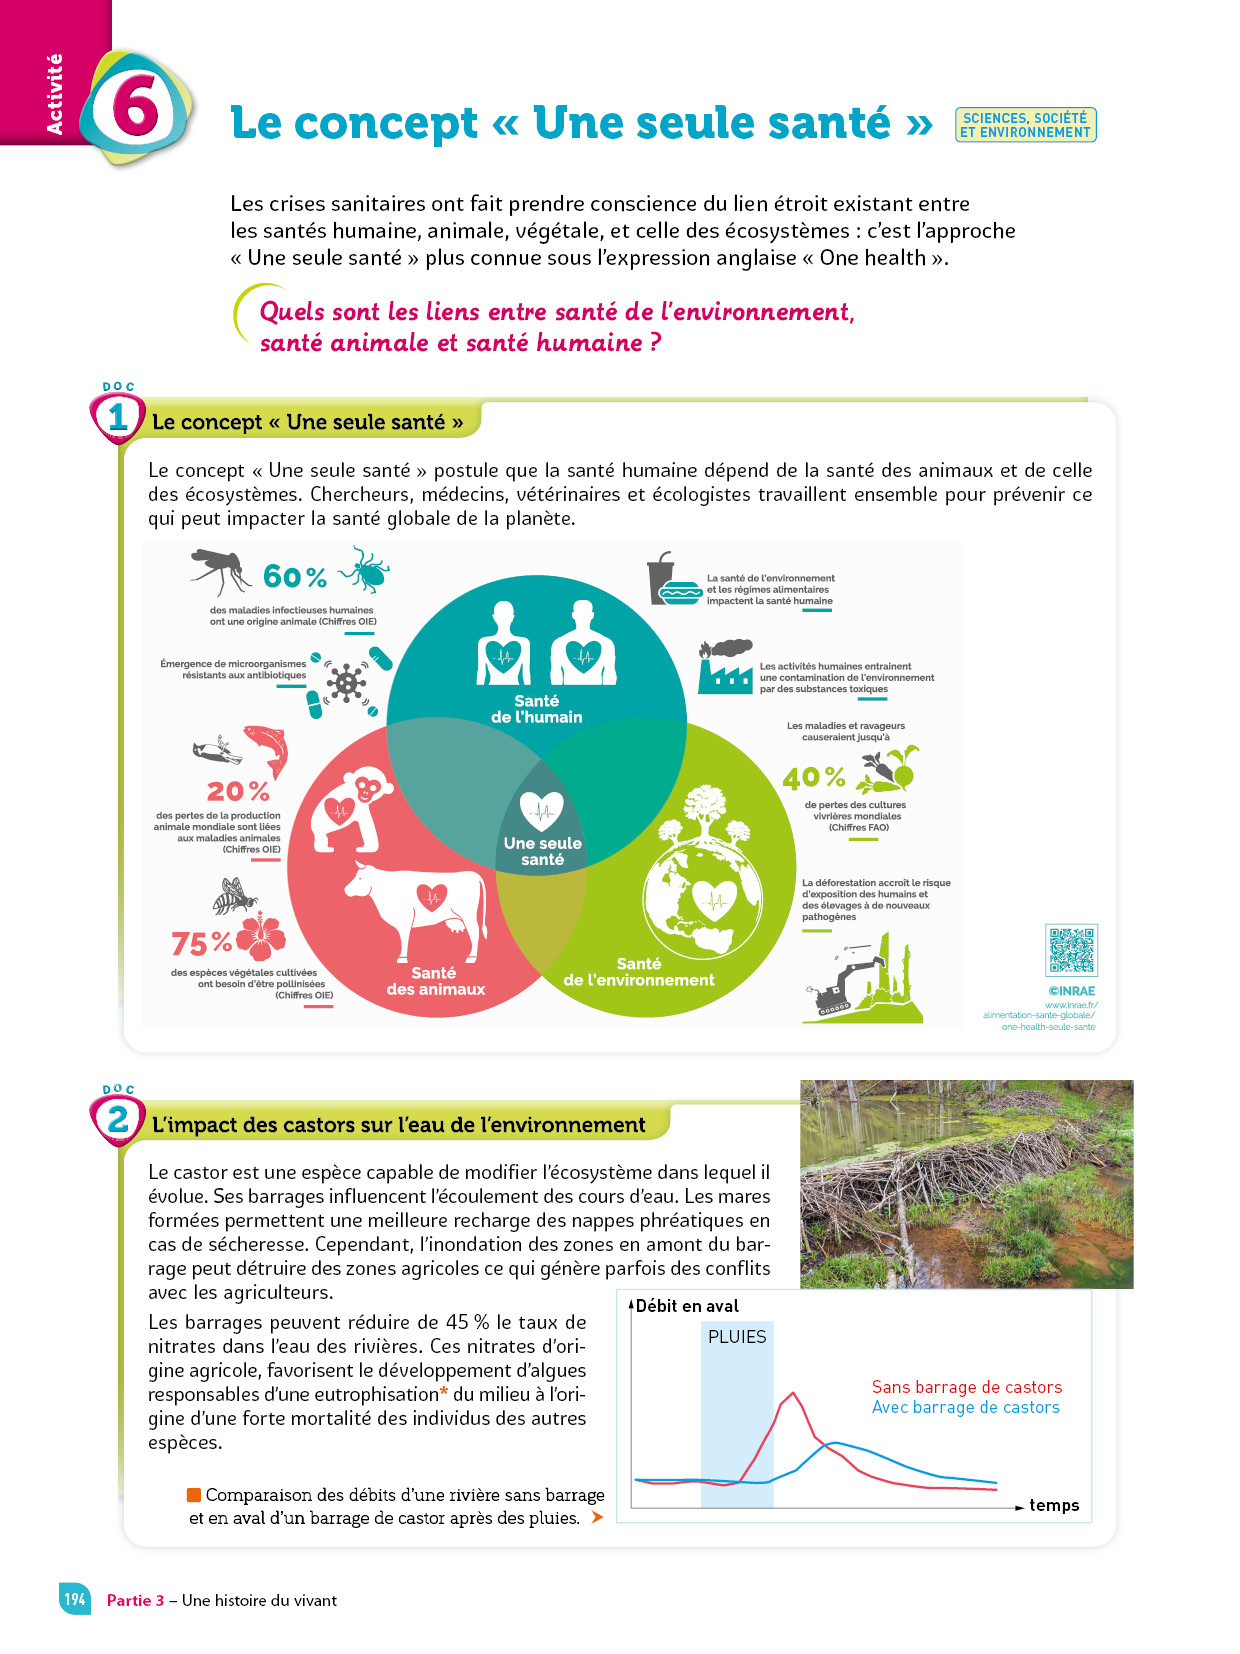 Activité
6
Le concept « Une seule santé »
SCIENCES, SOCIÉTÉ
ET ENVIRONNEMENT
Les crises sanitaires ont fait prendre conscience du lien étroit existant entre
les santés humaine, animale, végétale, et celle des écosystèmes : c’est l’approche
« Une seule santé » plus connue sous l’expression anglaise « One health ».
Quels sont les liens entre santé de l’environnement,
santé animale et santé humaine ?
DOC
1
Le concept « Une seule santé »
Le concept « Une seule santé » postule que la santé humaine dépend de la santé des animaux et de celle
des écosystèmes. Chercheurs, médecins, vétérinaires et écologistes travaillent ensemble pour prévenir ce
qui peut impacter la santé globale de la planète.
60 %
des maladies infectieuses humaines
ont une origine animale (Chiffres OIE)
Émergence de microorganismes
résistants aux antibiotiques
20 %
des pertes de la production
animale mondiale sont liées
aux maladies animales
(Chiffres OIE)
75 %
des espèces végétales cultivées
ont besoin d'être pollinisées
(Chiffres OIE)
Santé
de l'humain
Une seule
santé
Santé
des animaux
Santé
de l'environnement
La santé de l'environnement
et les régimes alimentaires
impactent la santé humaine
Les activités humaines entrainent
une contamination de l'environnement
par des substances toxiques
Les maladies et ravageurs
causeraient jusqu'à
40 %
de pertes des cultures
vivrières mondiales
(Chiffres FAO)
La déforestation accroît le risque
d'exposition des humains et
des élevages à de nouveaux
pathogènes
©INRAE
www.inrae.fr/
alimentation-sante-globale/
one-health-seule-sante
DOC
2
L’impact des castors sur l’eau de l’environnement
Le castor est une espèce capable de modifier l’écosystème dans lequel il
évolue. Ses barrages influencent l’écoulement des cours d’eau. Les mares
formées permettent une meilleure recharge des nappes phréatiques en
cas de sécheresse. Cependant, l’inondation des zones en amont du bar-
rage peut détruire des zones agricoles ce qui génère parfois des conflits
avec les agriculteurs.
Les barrages peuvent réduire de 45 % le taux de
nitrates dans l’eau des rivières. Ces nitrates d’ori-
gine agricole, favorisent le développement d’algues
responsables d’une eutrophisation* du milieu à l’ori-
gine d’une forte mortalité des individus des autres
espèces.
Comparaison des débits d’une rivière sans barrage
et en aval d’un barrage de castor après des pluies.
Débit en aval
PLUIES
Sans barrage de castors
Avec barrage de castors
temps
194
Partie 3 – Une histoire du vivant